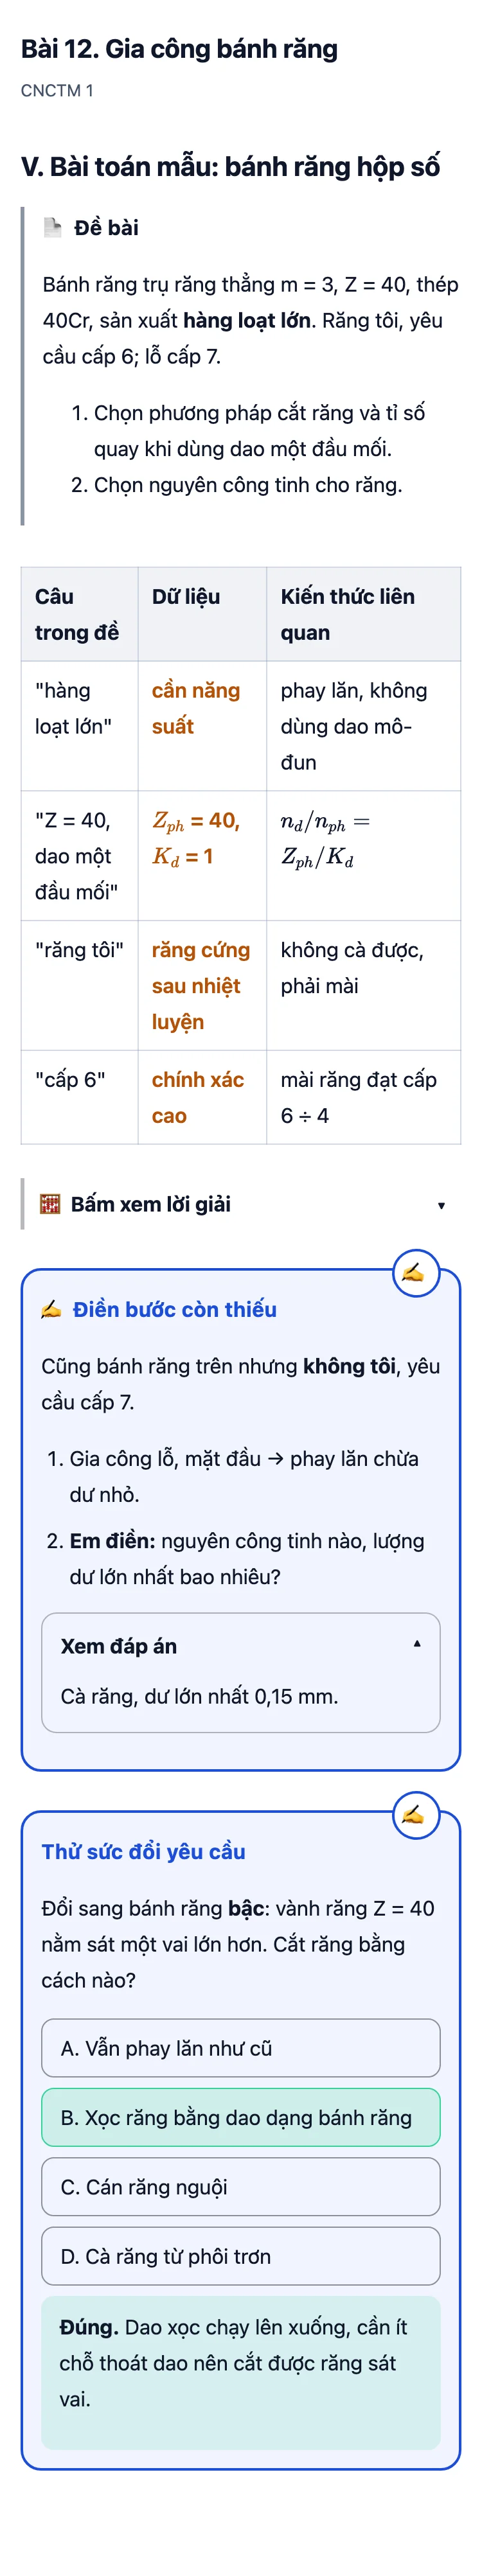 Bài 12. Gia công bánh răng
CNCTM 1
V. Bài toán mẫu: bánh răng hộp số
Đề bài
Bánh răng trụ răng thẳng m = 3, Z = 40, thép
40Cr, sản xuất hàng loạt lớn. Răng tôi, yêu
cầu cấp 6; lỗ cấp 7.
1. Chọn phương pháp cắt răng và tỉ số
quay khi dùng dao một đầu mối.
2. Chọn nguyên công tinh cho răng.
Câu
trong đề
Dữ liệu
Kiến thức liên
quan
"hàng
loạt lớn"
cần năng
suất
phay lăn, không
dùng dao mô-
đun
"Z = 40,
dao một
đầu mối"
Z_ph = 40,
K_d = 1
n_d/n_ph =
Z_ph/K_d
"răng tôi"
răng cứng
sau nhiệt
luyện
không cà được,
phải mài
"cấp 6"
chính xác
cao
mài răng đạt cấp
6 ÷ 4
Bấm xem lời giải
Điền bước còn thiếu
Cũng bánh răng trên nhưng không tôi, yêu
cầu cấp 7.
1. Gia công lỗ, mặt đầu → phay lăn chừa
dư nhỏ.
2. Em điền: nguyên công tinh nào, lượng
dư lớn nhất bao nhiêu?
Xem đáp án
Cà răng, dư lớn nhất 0,15 mm.
Thử sức đổi yêu cầu
Đổi sang bánh răng bậc: vành răng Z = 40
nằm sát một vai lớn hơn. Cắt răng bằng
cách nào?
A. Vẫn phay lăn như cũ
B. Xọc răng bằng dao dạng bánh răng
C. Cán răng nguội
D. Cà răng từ phôi trơn
Đúng. Dao xọc chạy lên xuống, cần ít
chỗ thoát dao nên cắt được răng sát
vai.